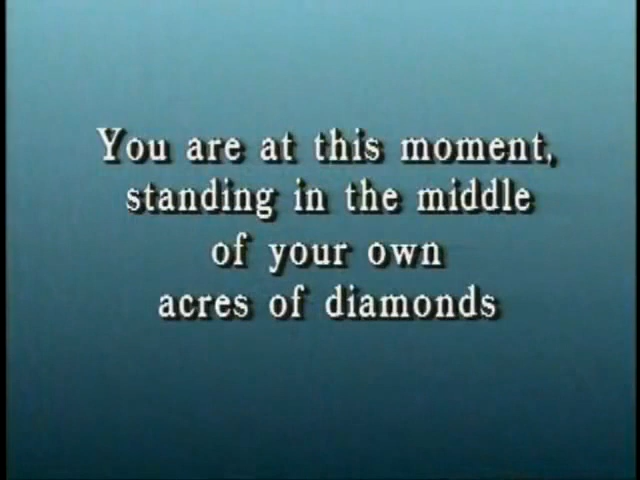 You are at this moment,
standing in the middle
of your own
acres of diamonds